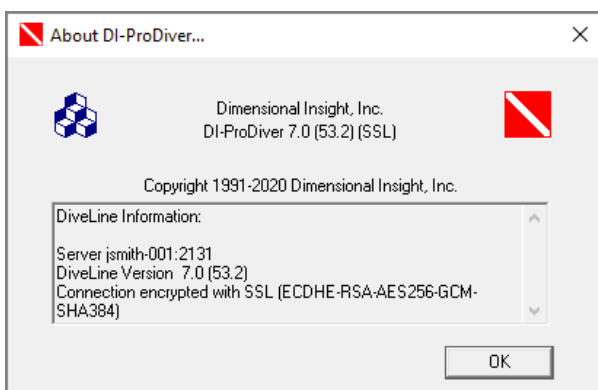 About DI-ProDiver...
Dimensional Insight, Inc.
DI-ProDiver 7.0 (53.2) (SSL)
Copyright 1991-2020 Dimensional Insight, Inc.
DiveLine Information:
Server jsmith-001:2131
DiveLine Version  7.0 (53.2)
Connection encrypted with SSL (ECDHE-RSA-AES256-GCM-
SHA384)
OK